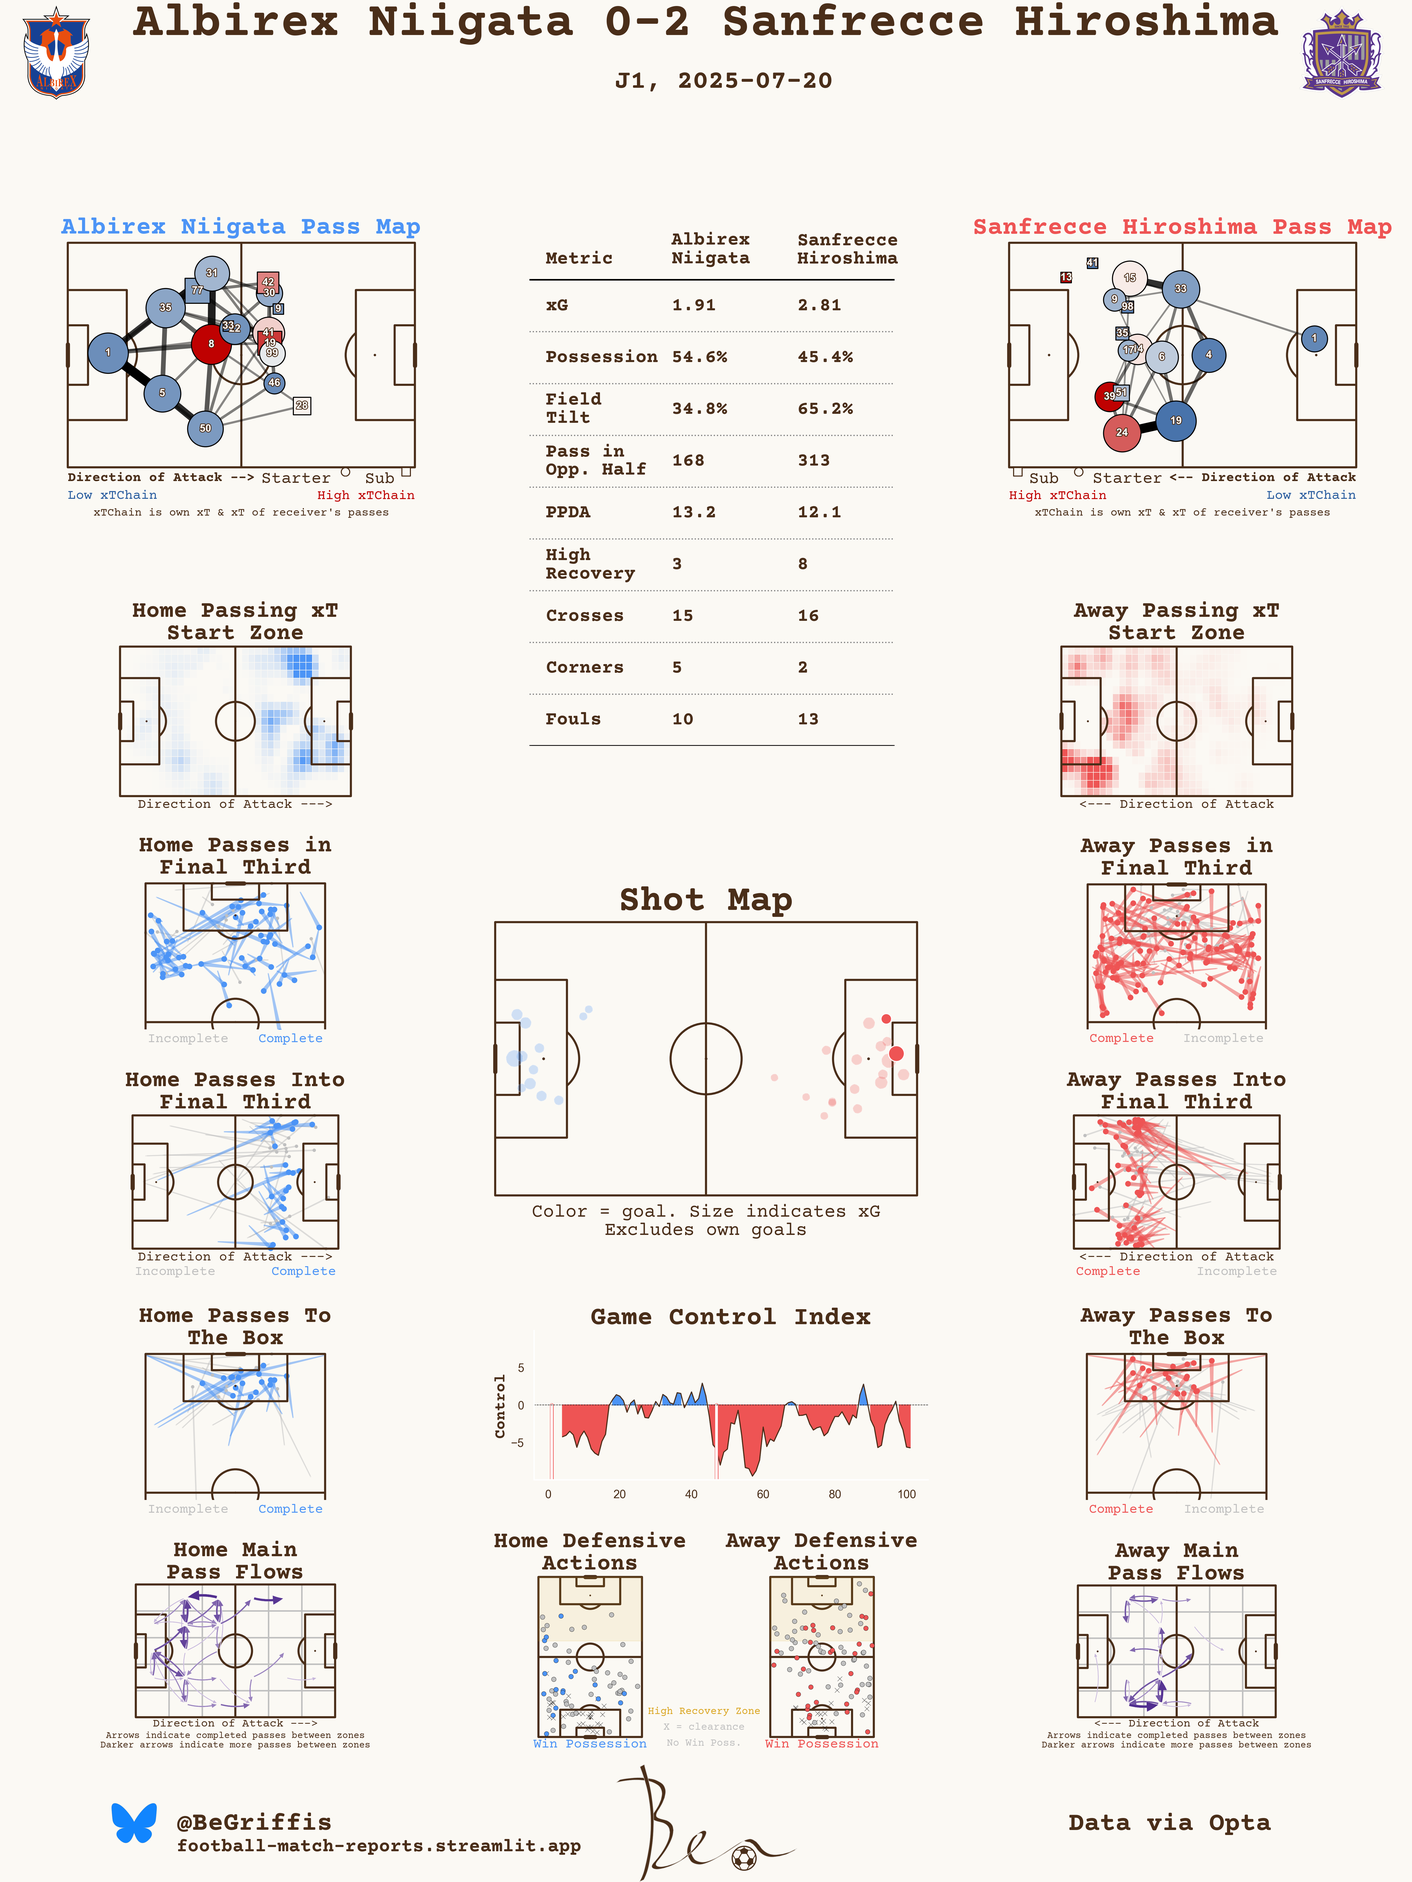 Albirex Niigata 0-2 Sanfrecce Hiroshima
J1, 2025-07-20
ALBIREX
SANFRECCE HIROSHIMA
Albirex Niigata Pass Map
31
42
77
30
35
9
33
22
41
8
19
1
99
5
46
28
50
Direction of Attack --> Starter Sub
Low xTChain High xTChain
xTChain is own xT & xT of receiver's passes
Metric Albirex Niigata Sanfrecce Hiroshima
xG 1.91 2.81
Possession 54.6% 45.4%
Field Tilt 34.8% 65.2%
Pass in Opp. Half 168 313
PPDA 13.2 12.1
High Recovery 3 8
Crosses 15 16
Corners 5 2
Fouls 10 13
Sanfrecce Hiroshima Pass Map
41
13
15
33
9
98
35
1
17
14
6
4
39
51
19
24
Sub Starter <-- Direction of Attack
High xTChain Low xTChain
xTChain is own xT & xT of receiver's passes
Home Passing xT
Start Zone
Direction of Attack --->
Away Passing xT
Start Zone
<--- Direction of Attack
Home Passes in
Final Third
Incomplete Complete
Away Passes in
Final Third
Complete Incomplete
Shot Map
Color = goal. Size indicates xG
Excludes own goals
Home Passes Into
Final Third
Direction of Attack --->
Incomplete Complete
Away Passes Into
Final Third
<--- Direction of Attack
Complete Incomplete
Home Passes To
The Box
Incomplete Complete
Game Control Index
Control
5
0
−5
0 20 40 60 80 100
Away Passes To
The Box
Complete Incomplete
Home Main
Pass Flows
Direction of Attack --->
Arrows indicate completed passes between zones
Darker arrows indicate more passes between zones
Home Defensive
Actions
Win Possession
High Recovery Zone
X = clearance
No Win Poss.
Away Defensive
Actions
Win Possession
Away Main
Pass Flows
<--- Direction of Attack
Arrows indicate completed passes between zones
Darker arrows indicate more passes between zones
@BeGriffis
football-match-reports.streamlit.app
Ben
Data via Opta